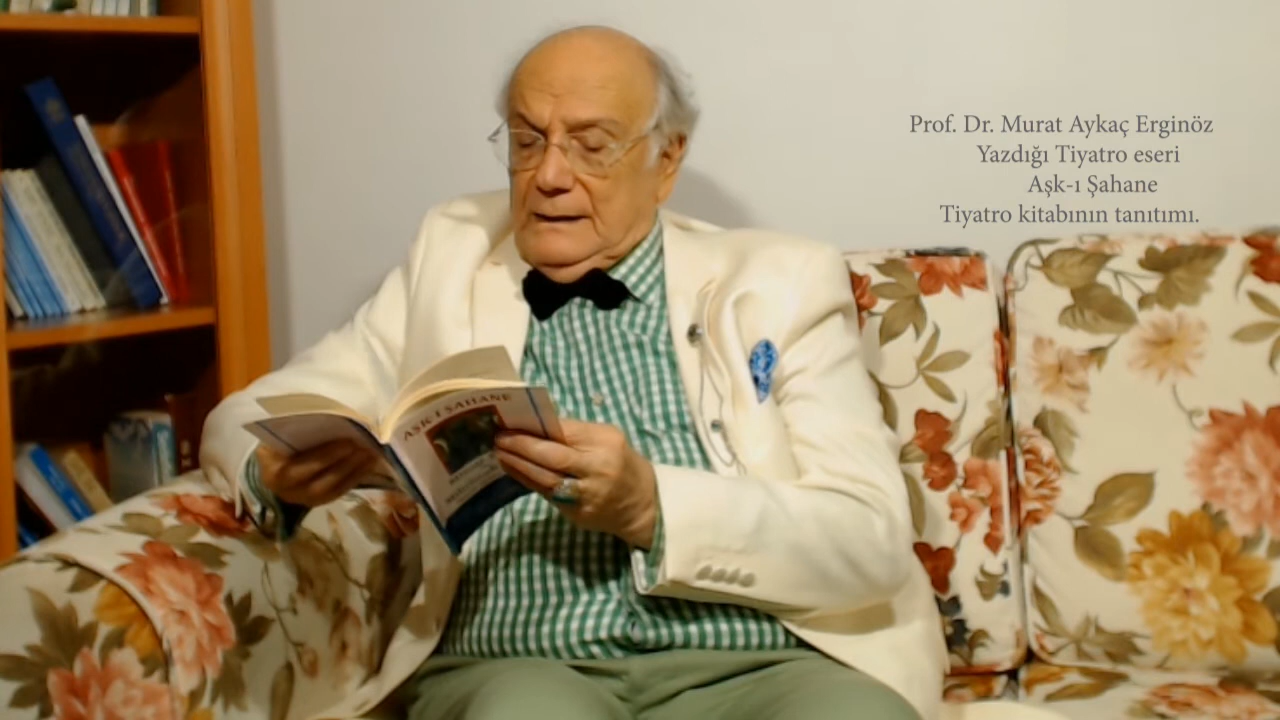 Prof. Dr. Murat Aykaç Erginöz
Yazdığı Tiyatro eseri
Aşk-ı Şahane
Tiyatro kitabının tanıtımı.
AŞK-I ŞAHANE